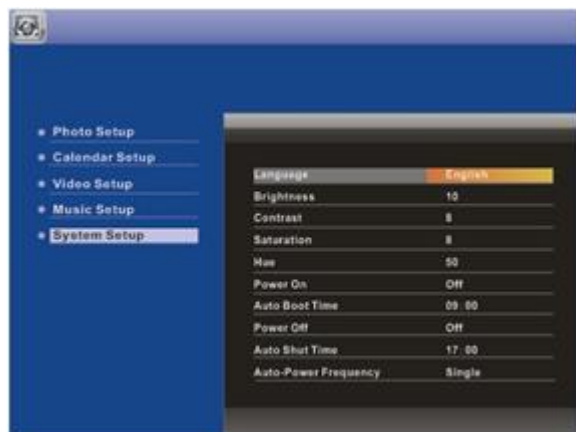 Photo Setup
Calendar Setup
Video Setup
Music Setup
System Setup
Language English
Brightness 10
Contrast 8
Saturation 8
Hue 50
Power On Off
Auto Boot Time 09:00
Power Off Off
Auto Shut Time 17:00
Auto-Power Frequency Single